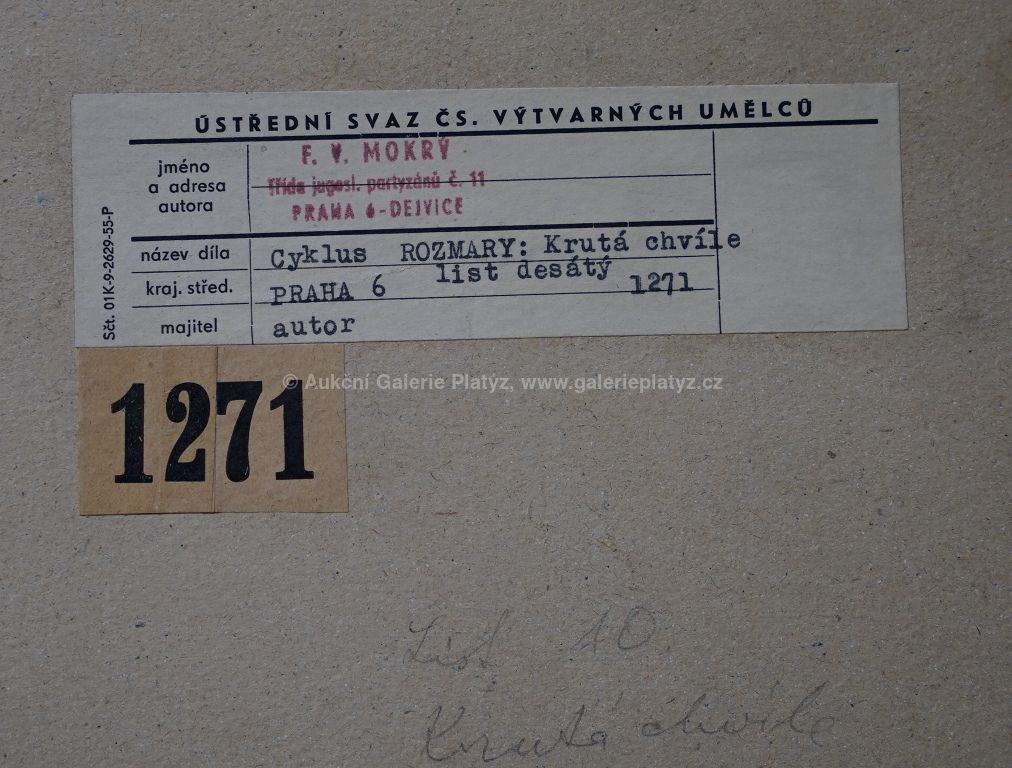 ÚSTŘEDNÍ SVAZ ČS. VÝTVARNÝCH UMĚLCŮ
jméno
a adresa
autora
F. V. MOKRÝ
Třída jugosl. partyzánů č. 11
PRAHA 6-DEJVICE
název díla
Cyklus ROZMARY: Krutá chvíle
list desátý
kraj. střed.
PRAHA 6
1271
majitel
autor
Sčt. 01K-9-2629-55-P
1271
© Aukční Galerie Platýz, www.galerieplatyz.cz
List 10.
Krutá chvíle